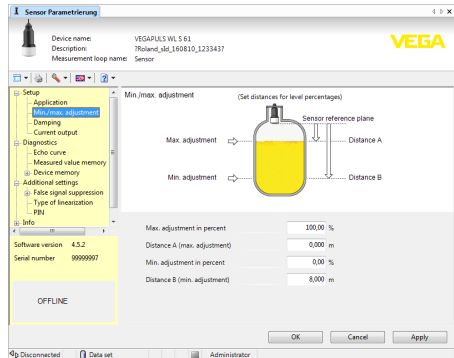 Sensor Parametrierung
Device name: VEGAPULS WL S 61
Description: ?Roland_sld_160810_123343?
Measurement loop name: Sensor
VEGA
Setup
Application
Min./max. adjustment
Damping
Current output
Diagnostics
Echo curve
Measured value memory
Device memory
Additional settings
False signal suppression
Type of linearization
PIN
Info
Software version 4.5.2
Serial number 99999997
OFFLINE
Min./max. adjustment
(Set distances for level percentages)
Sensor reference plane
Max. adjustment
Distance A
Min. adjustment
Distance B
Max. adjustment in percent 100,00 %
Distance A (max. adjustment) 0,000 m
Min. adjustment in percent 0,00 %
Distance B (min. adjustment) 8,000 m
OK Cancel Apply
Disconnected Data set Administrator